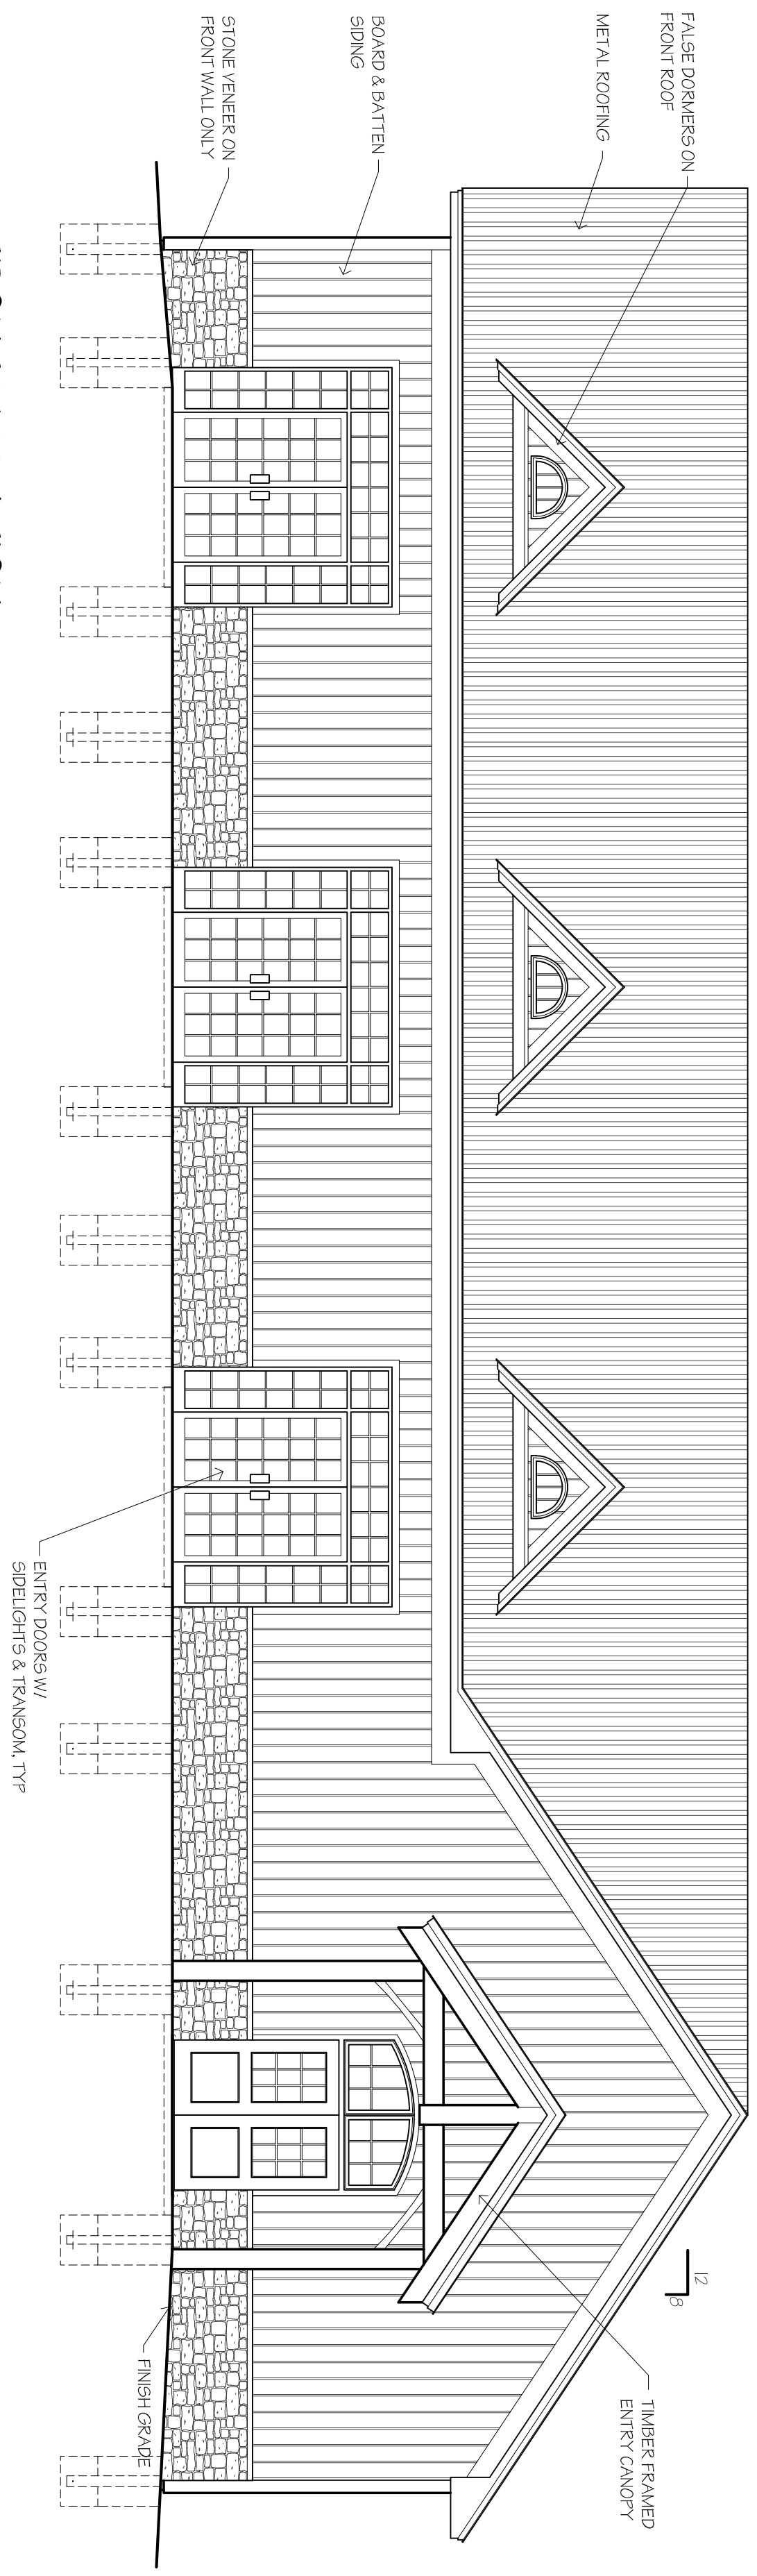 FALSE DORMERS ON
FRONT ROOF
METAL ROOFING
BOARD & BATTEN
SIDING
STONE VENEER ON
FRONT WALL ONLY
12
8
TIMBER FRAMED
ENTRY CANOPY
ENTRY DOORS W/
SIDELIGHTS & TRANSOM, TYP
FINISH GRADE